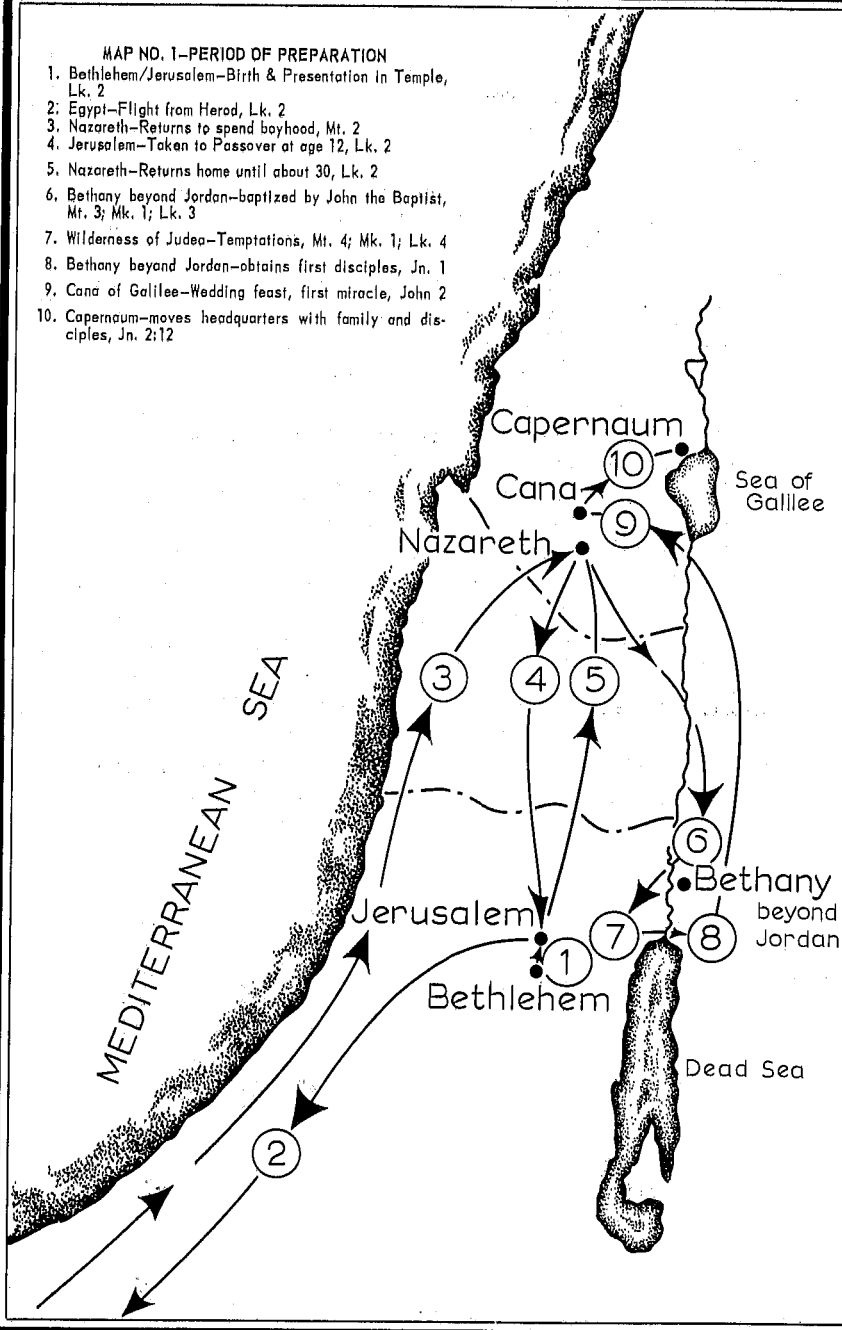 MAP NO. 1–PERIOD OF PREPARATION
1. Bethlehem/Jerusalem–Birth & Presentation in Temple,
Lk. 2
2. Egypt–Flight from Herod, Lk. 2
3. Nazareth–Returns to spend boyhood, Mt. 2
4. Jerusalem–Taken to Passover at age 12, Lk. 2
5. Nazareth–Returns home until about 30, Lk. 2
6. Bethany beyond Jordan–baptized by John the Baptist,
Mt. 3; Mk. 1; Lk. 3
7. Wilderness of Judea–Temptations, Mt. 4; Mk. 1; Lk. 4
8. Bethany beyond Jordan–obtains first disciples, Jn. 1
9. Cana of Galilee–Wedding feast, first miracle, John 2
10. Capernaum–moves headquarters with family and dis-
ciples, Jn. 2:12
Capernaum
10
Cana
Sea of
Galilee
9
Nazareth
3
4
5
MEDITERRANEAN SEA
6
Bethany
beyond
Jordan
Jerusalem
7
8
1
Bethlehem
Dead Sea
2